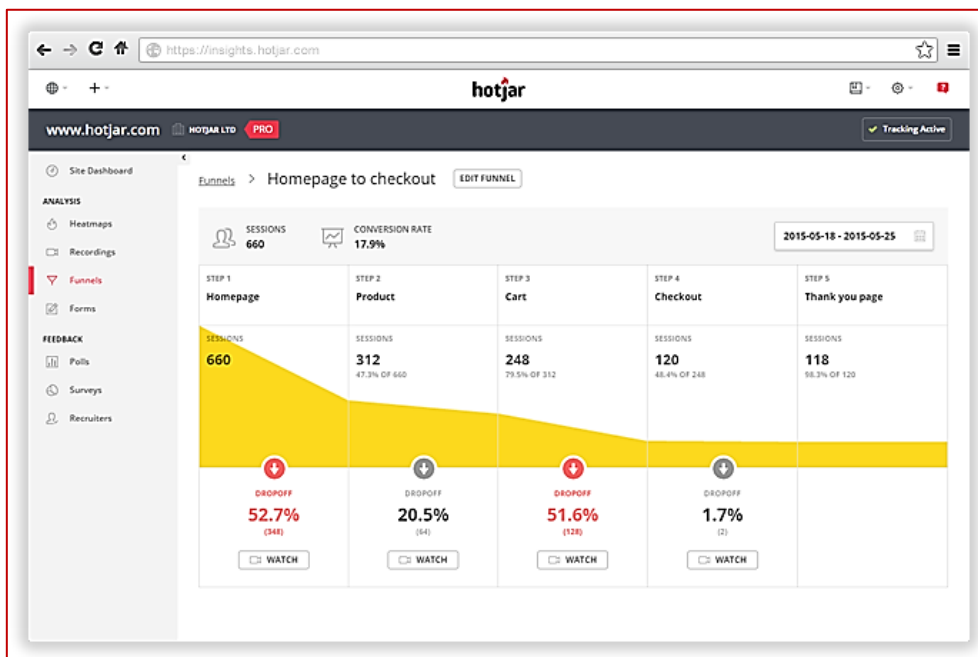 https://insights.hotjar.com
hotjar
www.hotjar.com HOTJAR LTD PRO Tracking Active
Site Dashboard
ANALYSIS
Heatmaps
Recordings
Funnels
Forms
FEEDBACK
Polls
Surveys
Recruiters
Funnels > Homepage to checkout EDIT FUNNEL
SESSIONS
660
CONVERSION RATE
17.9%
2015-05-18 - 2015-05-25
STEP 1
Homepage
STEP 2
Product
STEP 3
Cart
STEP 4
Checkout
STEP 5
Thank you page
SESSIONS
660
SESSIONS
312
47.3% OF 660
SESSIONS
248
79.5% OF 312
SESSIONS
120
48.4% OF 248
SESSIONS
118
98.3% OF 120
DROPOFF
52.7%
(348)
WATCH
DROPOFF
20.5%
(64)
WATCH
DROPOFF
51.6%
(128)
WATCH
DROPOFF
1.7%
(2)
WATCH